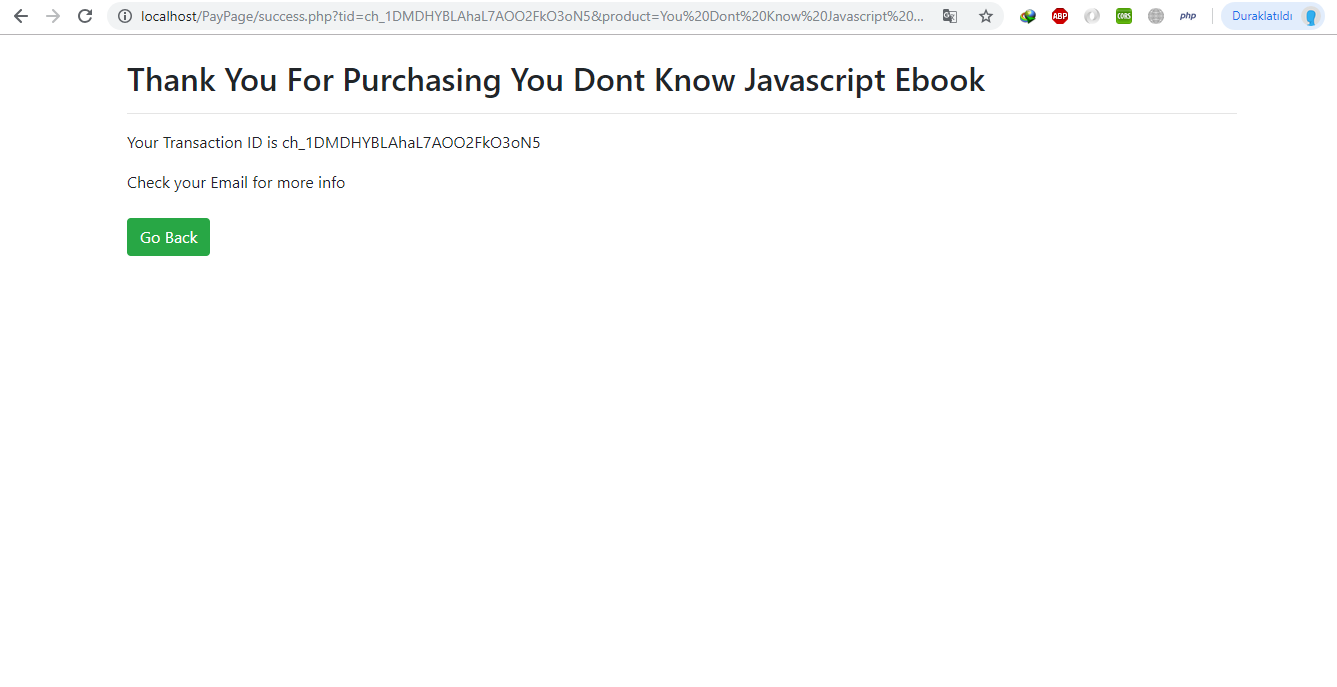 localhost/PayPage/success.php?tid=ch_1DMDHYBLAhaL7AOO2FkO3oN5&product=You%20Dont%20Know%20Javascript%20...
ABP
CORS
php
Duraklatıldı
Thank You For Purchasing You Dont Know Javascript Ebook
Your Transaction ID is ch_1DMDHYBLAhaL7AOO2FkO3oN5
Check your Email for more info
Go Back